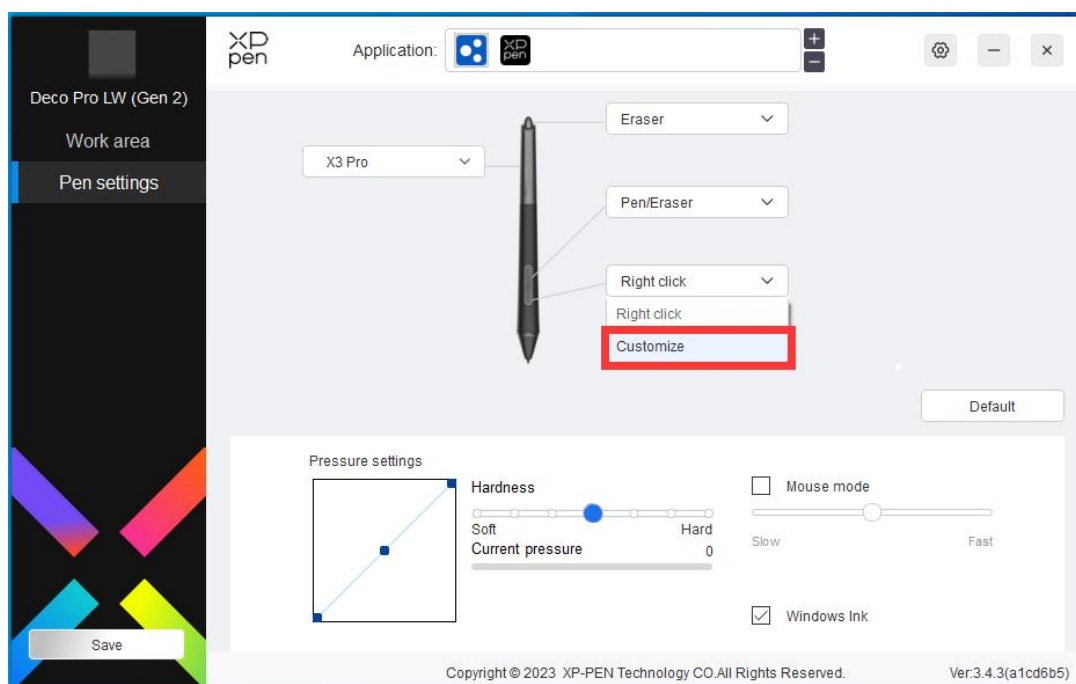 XP
pen
Application:
XP
pen
Deco Pro LW (Gen 2)
Work area
Pen settings
Eraser
X3 Pro
Pen/Eraser
Right click
Right click
Customize
Default
Pressure settings
Hardness
Soft
Hard
Current pressure
0
Mouse mode
Slow
Fast
Windows Ink
Save
Copyright © 2023 XP-PEN Technology CO.All Rights Reserved.
Ver:3.4.3(a1cd6b5)